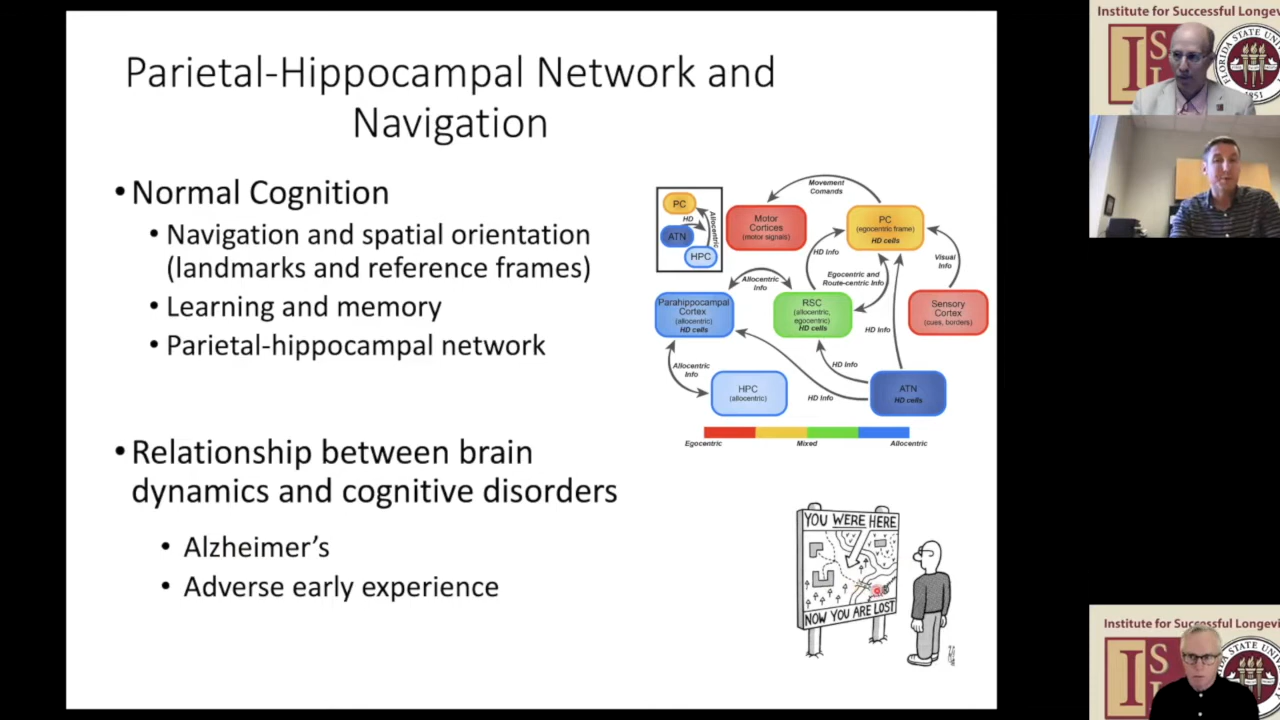 Parietal-Hippocampal Network and
Navigation
• Normal Cognition
• Navigation and spatial orientation
(landmarks and reference frames)
• Learning and memory
• Parietal-hippocampal network
• Relationship between brain
dynamics and cognitive disorders
• Alzheimer's
• Adverse early experience
PC
HD
ATN
Allocentric
HPC
Movement
Comands
Motor
Cortices
(motor signals)
PC
(egocentric frame)
HD cells
HD Info
Visual
Info
Egocentric and
Route-centric Info
Allocentric
Info
Parahippocampal
Cortex
(allocentric)
HD cells
RSC
(allocentric,
egocentric)
HD cells
Sensory
Cortex
(cues, borders)
HD Info
HD Info
Allocentric
Info
HPC
(allocentric)
HD Info
ATN
HD cells
Egocentric
Mixed
Allocentric
YOU WERE HERE
NOW YOU ARE LOST
Institute for Successful Longev
I S
1851
Institute for Successful Longevi
I S